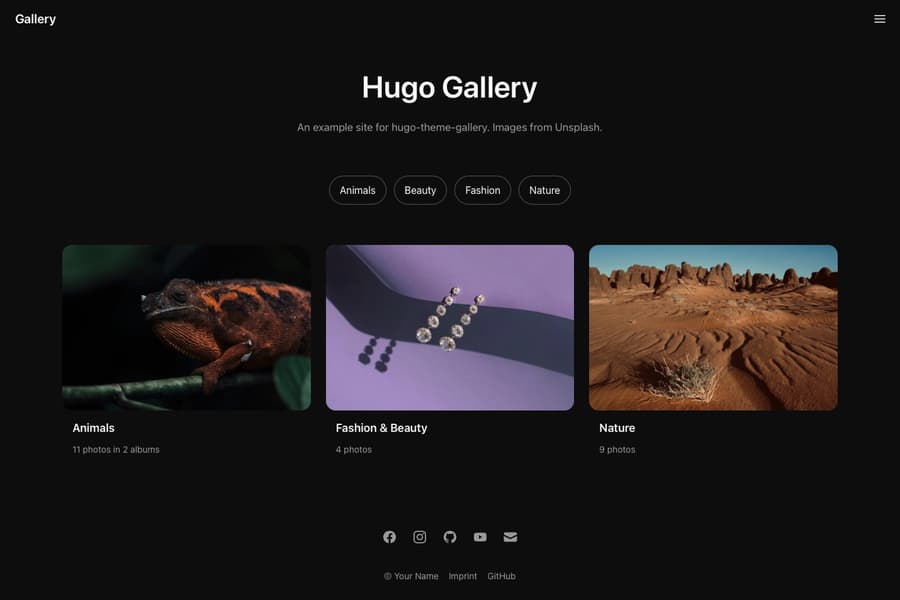 Gallery
Hugo Gallery
An example site for hugo-theme-gallery. Images from Unsplash.
Animals Beauty Fashion Nature
Animals
11 photos in 2 albums
Fashion & Beauty
4 photos
Nature
9 photos
© Your Name Imprint GitHub